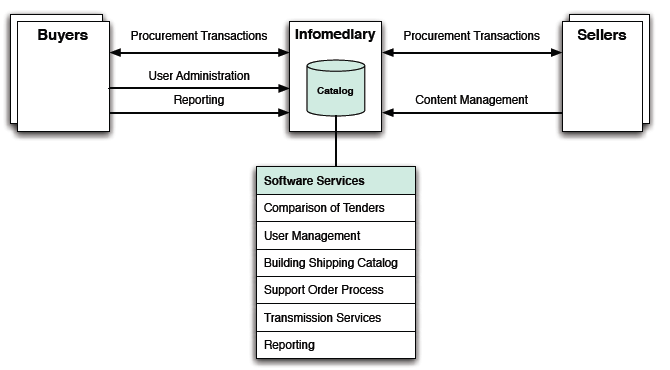 Buyers
Procurement Transactions
Infomediary
Procurement Transactions
Sellers
User Administration
Catalog
Reporting
Content Management
Software Services
Comparison of Tenders
User Management
Building Shipping Catalog
Support Order Process
Transmission Services
Reporting